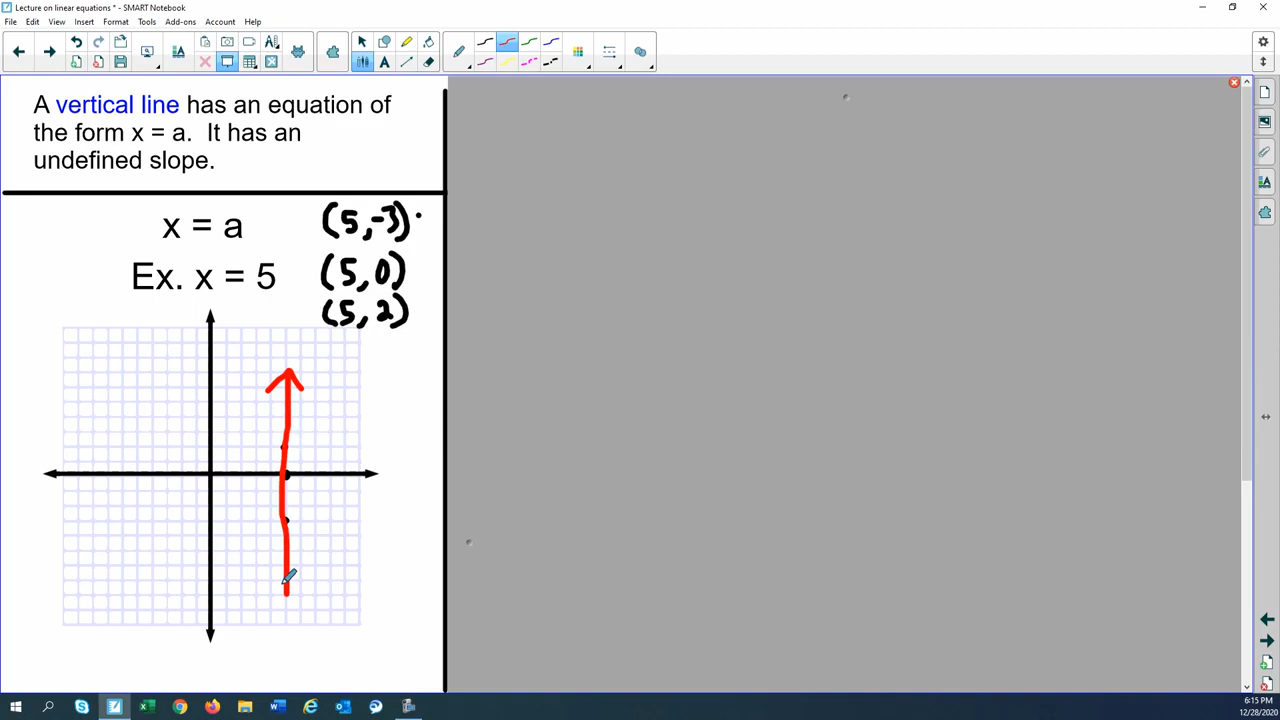 Lecture on linear equations * - SMART Notebook
File Edit View Insert Format Tools Add-ons Account Help
A vertical line has an equation of
the form x = a. It has an
undefined slope.
x = a
(5,-3)
Ex. x = 5
(5,0)
(5,2)
6:15 PM
12/28/2020